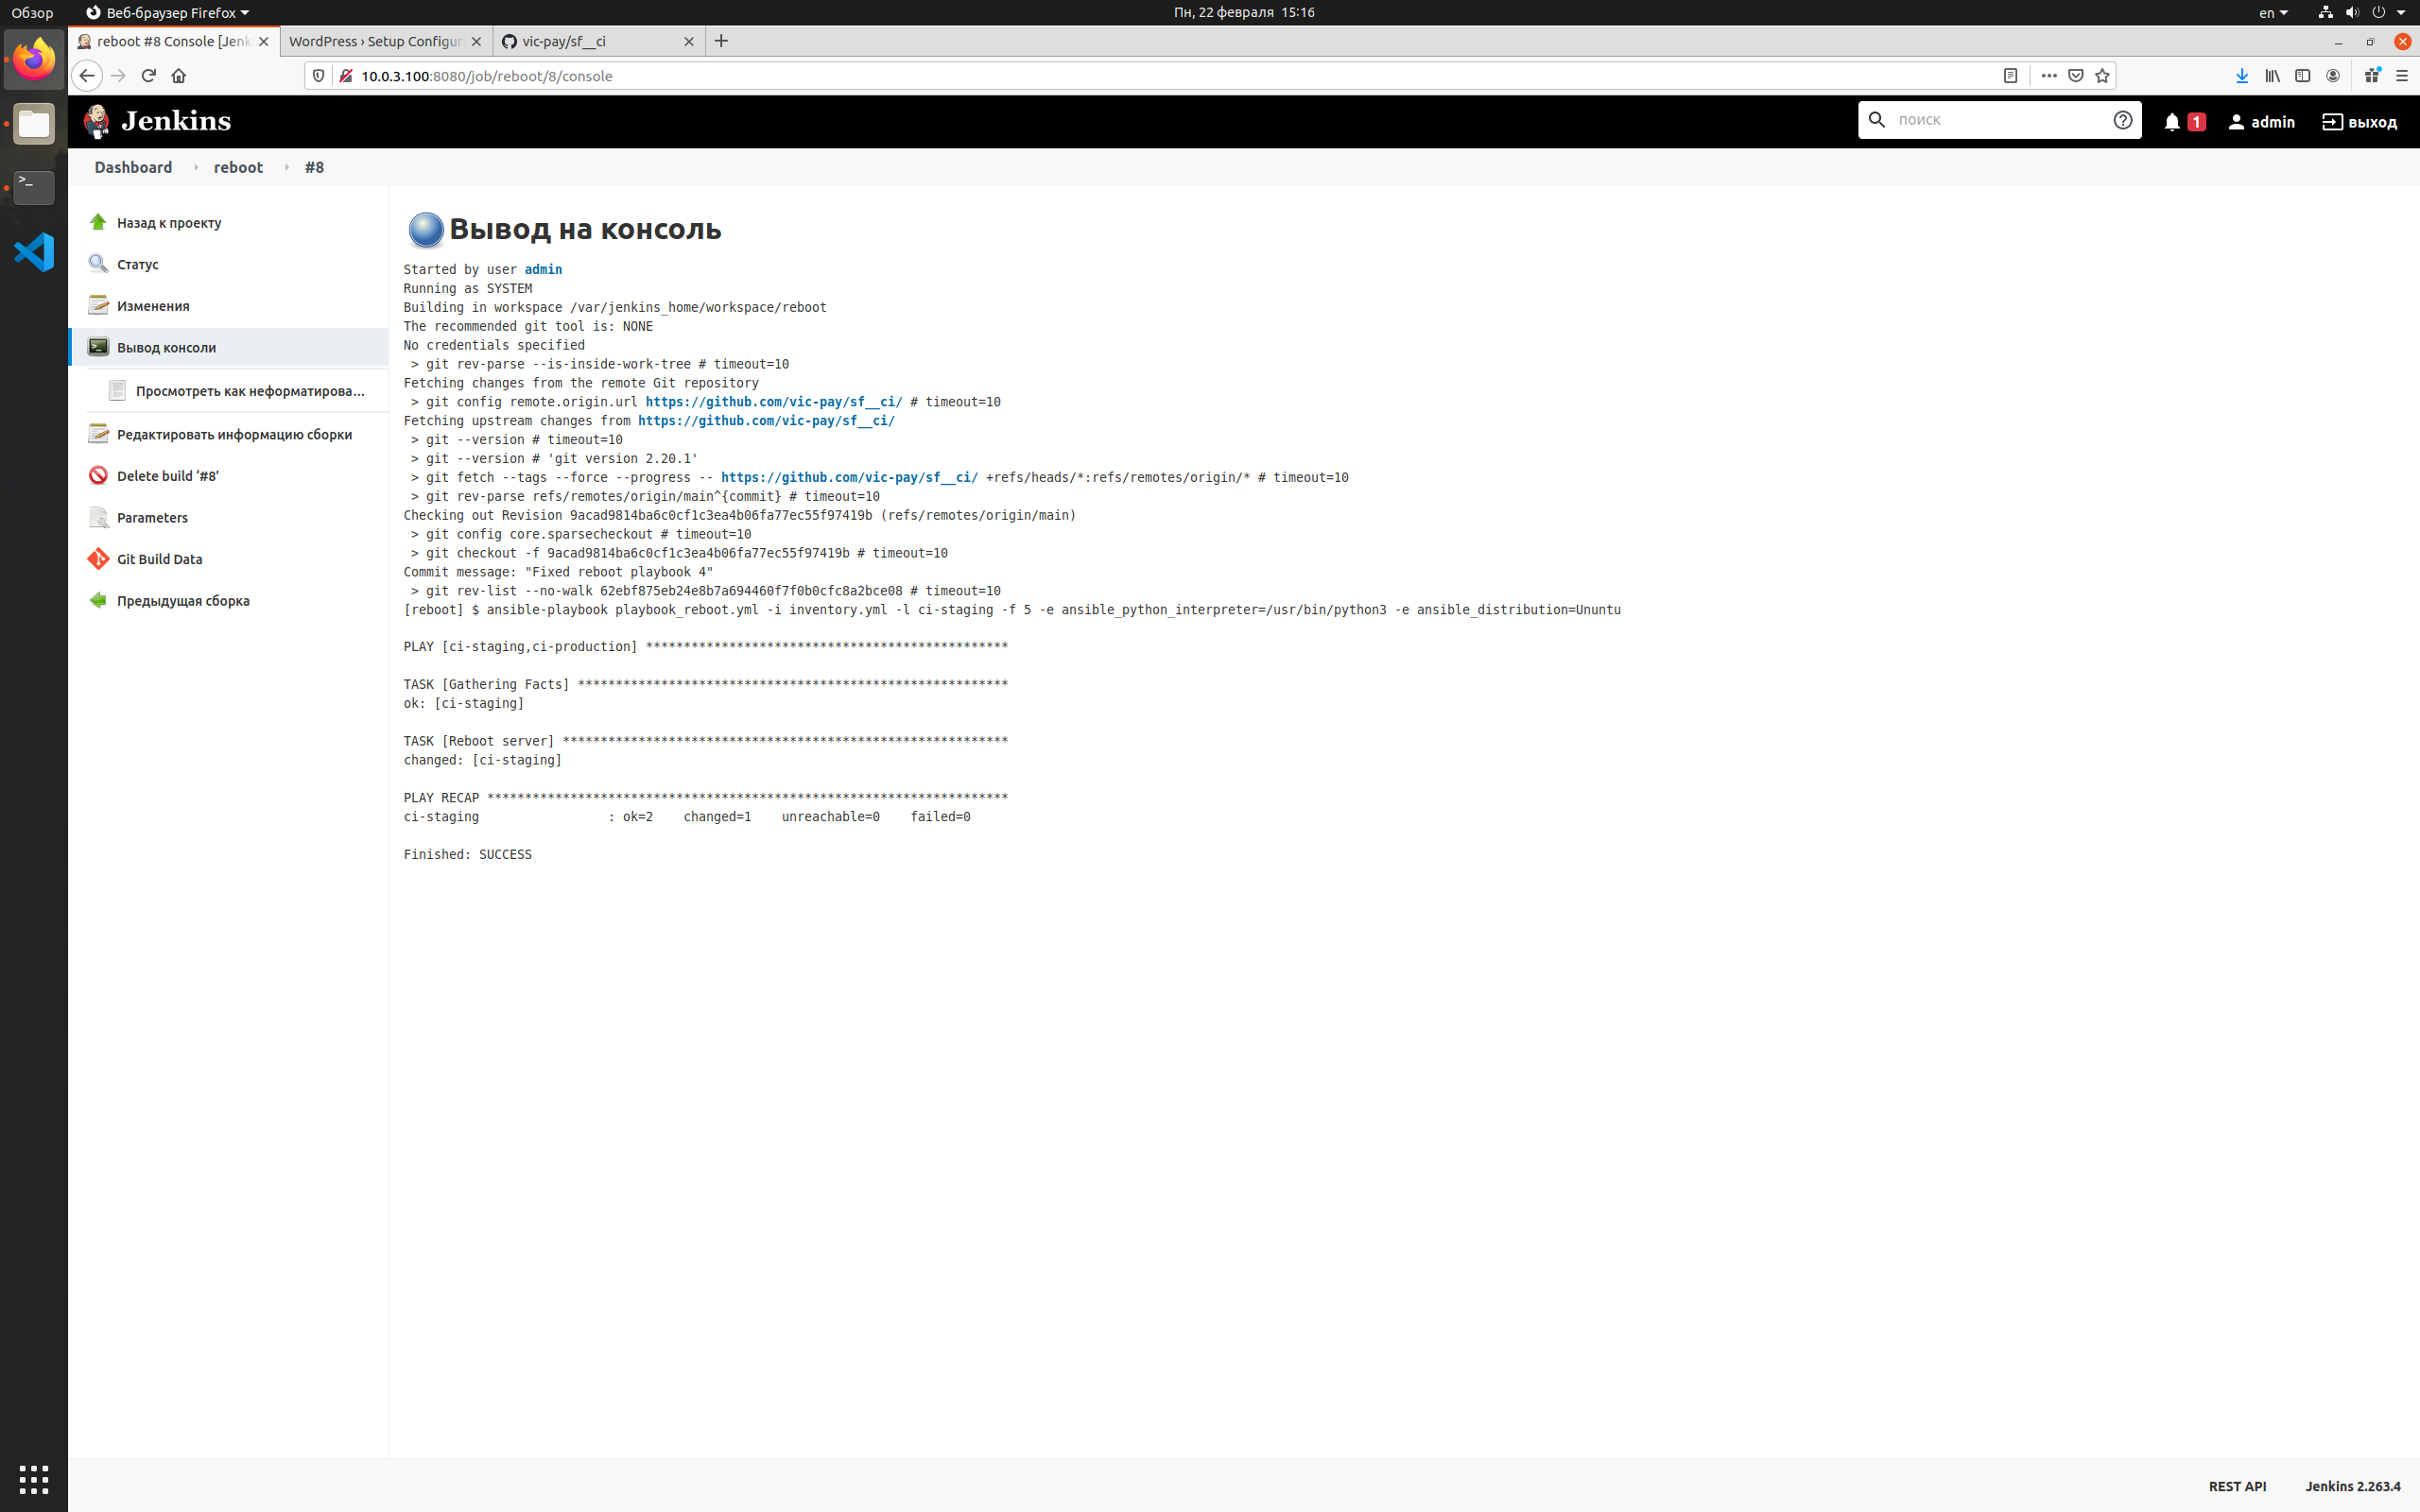 Обзор
Веб-браузер Firefox
Пн, 22 февраля 15:16
en
reboot #8 Console [Jenk
WordPress › Setup Configur
vic-pay/sf__ci
10.0.3.100:8080/job/reboot/8/console
Jenkins
поиск
1
admin
выход
Dashboard
reboot
#8
Назад к проекту
Статус
Изменения
Вывод консоли
Просмотреть как неформатирова...
Редактировать информацию сборки
Delete build ‘#8’
Parameters
Git Build Data
Предыдущая сборка
Вывод на консоль
Started by user admin
Running as SYSTEM
Building in workspace /var/jenkins_home/workspace/reboot
The recommended git tool is: NONE
No credentials specified
> git rev-parse --is-inside-work-tree # timeout=10
Fetching changes from the remote Git repository
> git config remote.origin.url https://github.com/vic-pay/sf__ci/ # timeout=10
Fetching upstream changes from https://github.com/vic-pay/sf__ci/
> git --version # timeout=10
> git --version # 'git version 2.20.1'
> git fetch --tags --force --progress -- https://github.com/vic-pay/sf__ci/ +refs/heads/*:refs/remotes/origin/* # timeout=10
> git rev-parse refs/remotes/origin/main^{commit} # timeout=10
Checking out Revision 9acad9814ba6c0cf1c3ea4b06fa77ec55f97419b (refs/remotes/origin/main)
> git config core.sparsecheckout # timeout=10
> git checkout -f 9acad9814ba6c0cf1c3ea4b06fa77ec55f97419b # timeout=10
Commit message: "Fixed reboot playbook 4"
> git rev-list --no-walk 62ebf875eb24e8b7a694460f7f0b0cfc8a2bce08 # timeout=10
[reboot] $ ansible-playbook playbook_reboot.yml -i inventory.yml -l ci-staging -f 5 -e ansible_python_interpreter=/usr/bin/python3 -e ansible_distribution=Ununtu
PLAY [ci-staging,ci-production] ************************************************
TASK [Gathering Facts] *********************************************************
ok: [ci-staging]
TASK [Reboot server] ***********************************************************
changed: [ci-staging]
PLAY RECAP *********************************************************************
ci-staging                 : ok=2    changed=1    unreachable=0    failed=0
Finished: SUCCESS
REST API
Jenkins 2.263.4